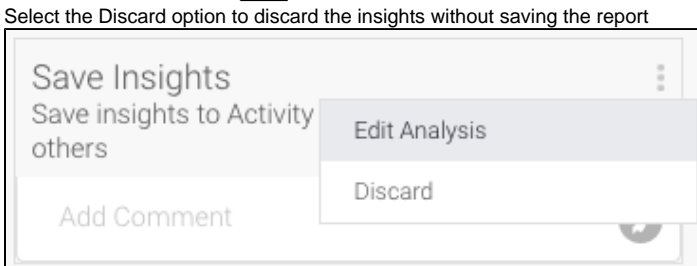 Select the Discard option to discard the insights without saving the report
Save Insights
Save insights to Activity
others
Edit Analysis
Discard
Add Comment